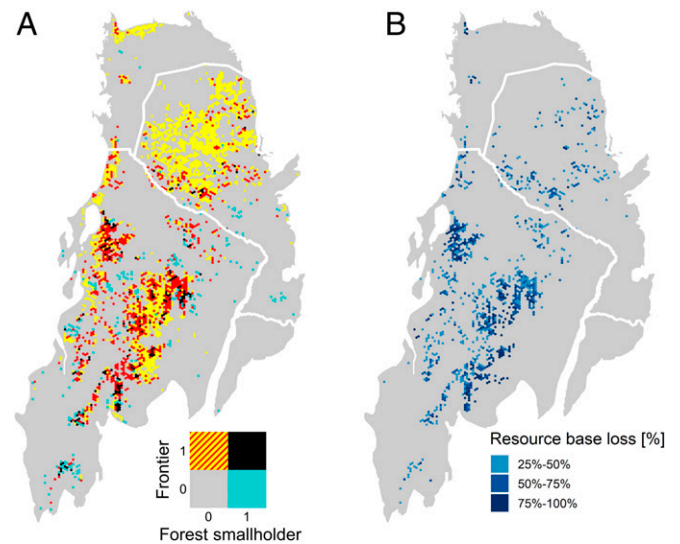 A
B
Frontier
1
0
0 1
Forest smallholder
Resource base loss [%]
25%-50%
50%-75%
75%-100%